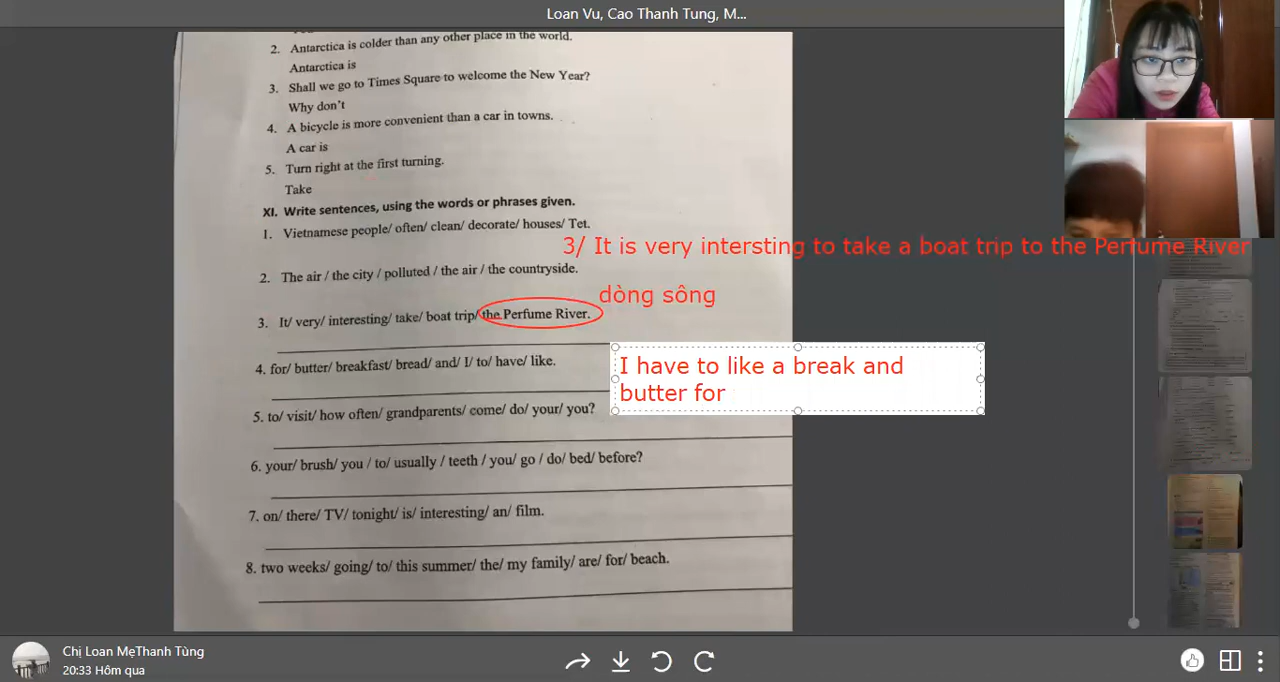 Loan Vu, Cao Thanh Tung, M...
2. Antarctica is colder than any other place in the world.
Antarctica is
3. Shall we go to Times Square to welcome the New Year?
Why don't
4. A bicycle is more convenient than a car in towns.
A car is
5. Turn right at the first turning.
Take
XI. Write sentences, using the words or phrases given.
1. Vietnamese people/ often/ clean/ decorate/ houses/ Tet.
3/ It is very intersting to take a boat trip to the Perfume River
2. The air / the city / polluted / the air / the countryside.
dòng sông
3. It/ very/ interesting/ take/ boat trip/ the Perfume River.
4. for/ butter/ breakfast/ bread/ and/ I/ to/ have/ like.
I have to like a break and
butter for
5. to/ visit/ how often/ grandparents/ come/ do/ your/ you?
6. your/ brush/ you / to/ usually / teeth / you/ go / do/ bed/ before?
7. on/ there/ TV/ tonight/ is/ interesting/ an/ film.
8. two weeks/ going/ to/ this summer/ the/ my family/ are/ for/ beach.
Chị Loan MẹThanh Tùng
20:33 Hôm qua